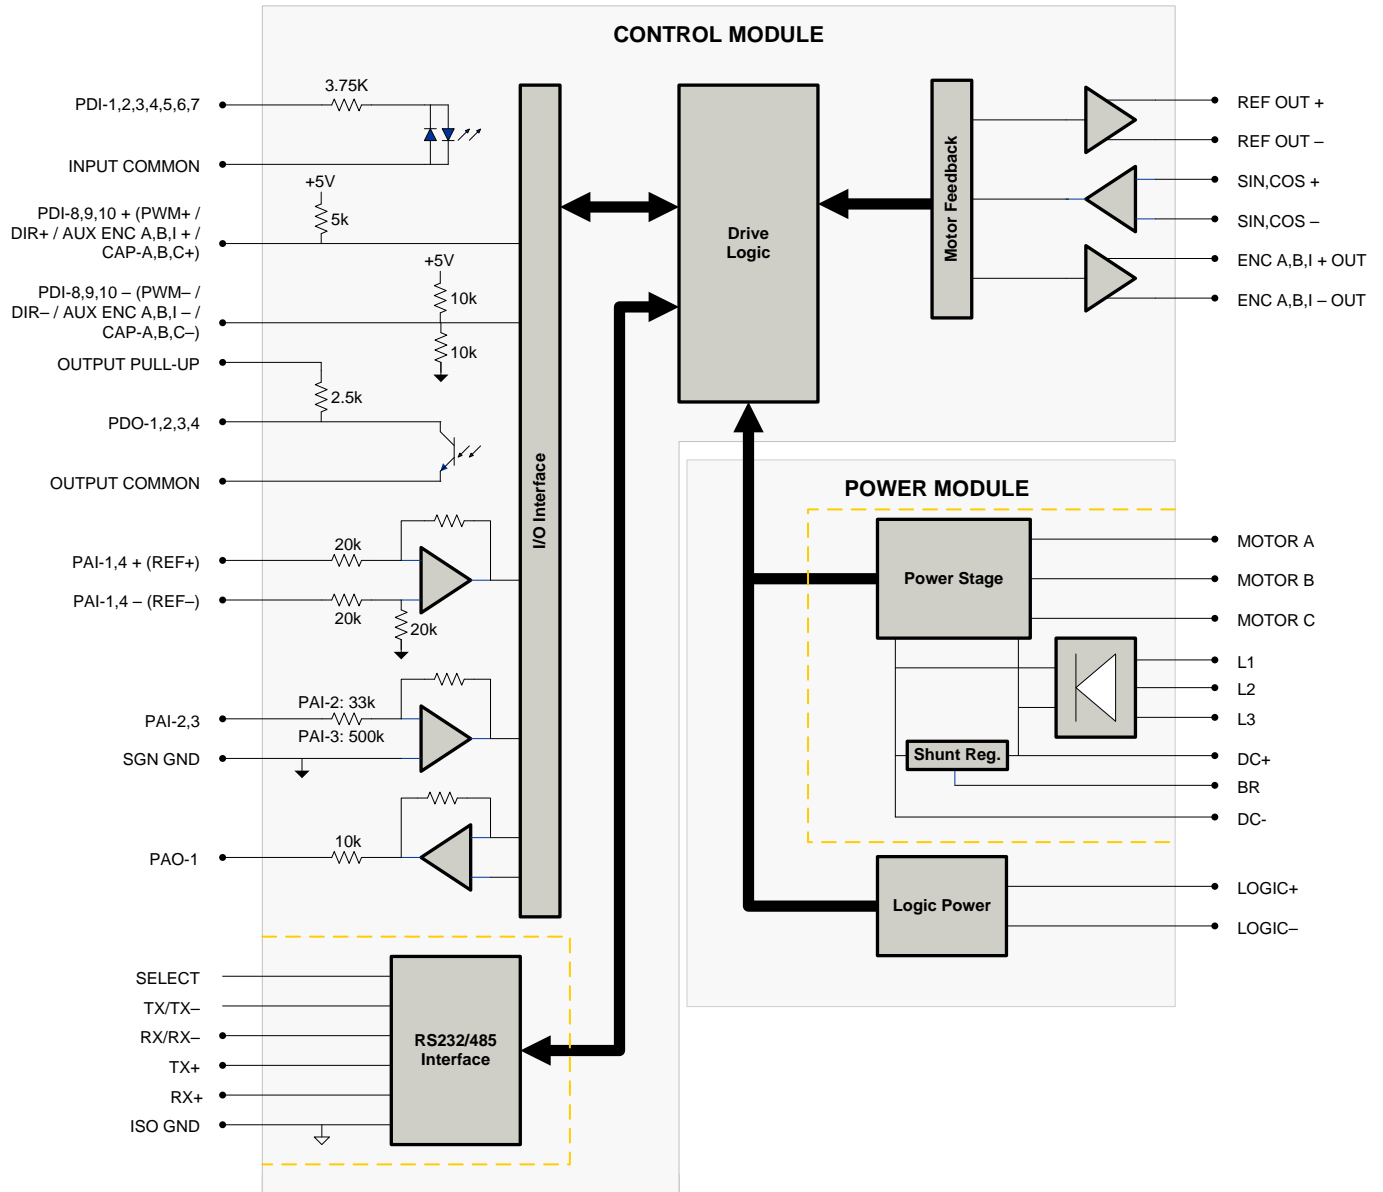 CONTROL MODULE
PDI-1,2,3,4,5,6,7
3.75K
INPUT COMMON
+5V
5k
PDI-8,9,10 + (PWM+ /
DIR+ / AUX ENC A,B,I + /
CAP-A,B,C+)
+5V
10k
10k
PDI-8,9,10 – (PWM– /
DIR– / AUX ENC A,B,I – /
CAP-A,B,C–)
OUTPUT PULL-UP
2.5k
PDO-1,2,3,4
OUTPUT COMMON
PAI-1,4 + (REF+)
20k
PAI-1,4 – (REF–)
20k
20k
PAI-2,3
PAI-2: 33k
PAI-3: 500k
SGN GND
PAO-1
10k
I/O Interface
SELECT
TX/TX–
RX/RX–
TX+
RX+
ISO GND
RS232/485
Interface
Drive
Logic
Motor Feedback
REF OUT +
REF OUT –
SIN,COS +
SIN,COS –
ENC A,B,I + OUT
ENC A,B,I – OUT
POWER MODULE
Power Stage
MOTOR A
MOTOR B
MOTOR C
L1
L2
L3
Shunt Reg.
DC+
BR
DC-
Logic Power
LOGIC+
LOGIC–